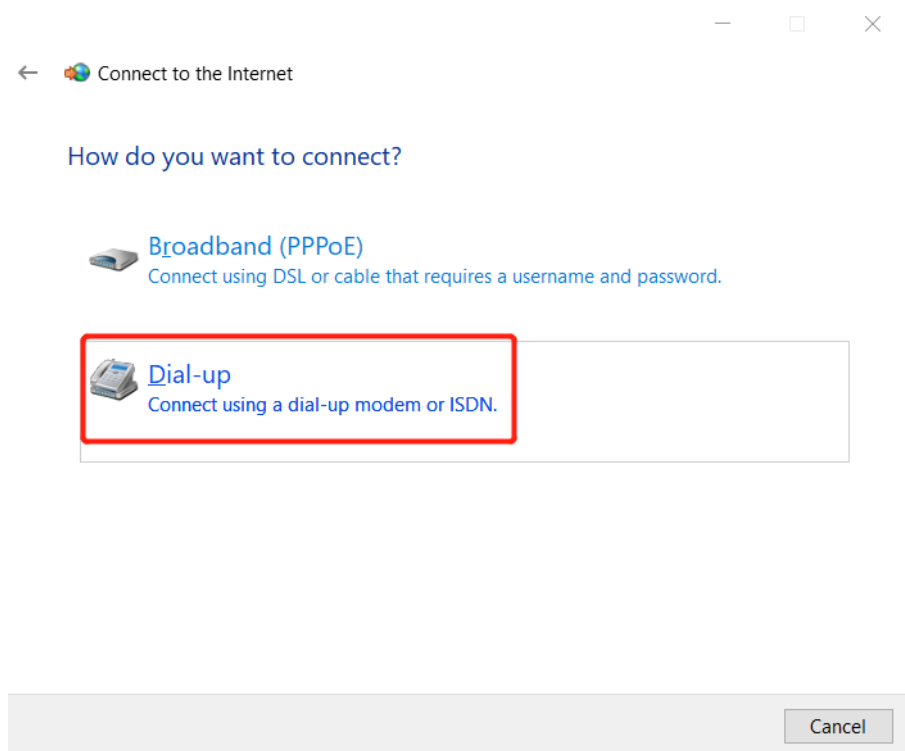 Connect to the Internet
How do you want to connect?
Broadband (PPPoE)
Connect using DSL or cable that requires a username and password.
Dial-up
Connect using a dial-up modem or ISDN.
Cancel